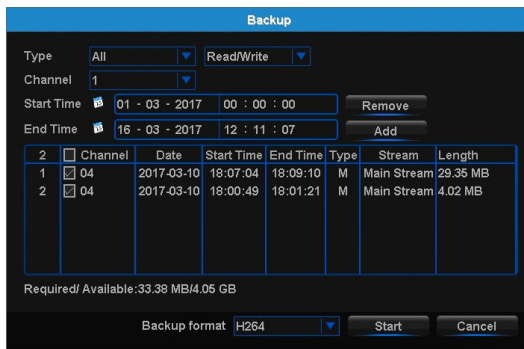 Backup
Type All Read/Write
Channel 1
Start Time 01 - 03 - 2017 00 : 00 : 00 Remove
End Time 16 - 03 - 2017 12 : 11 : 07 Add
2 Channel Date Start Time End Time Type Stream Length
1 04 2017-03-10 18:07:04 18:09:10 M Main Stream 29.35 MB
2 04 2017-03-10 18:00:49 18:01:21 M Main Stream 4.02 MB
Required/ Available:33.38 MB/4.05 GB
Backup format H264 Start Cancel